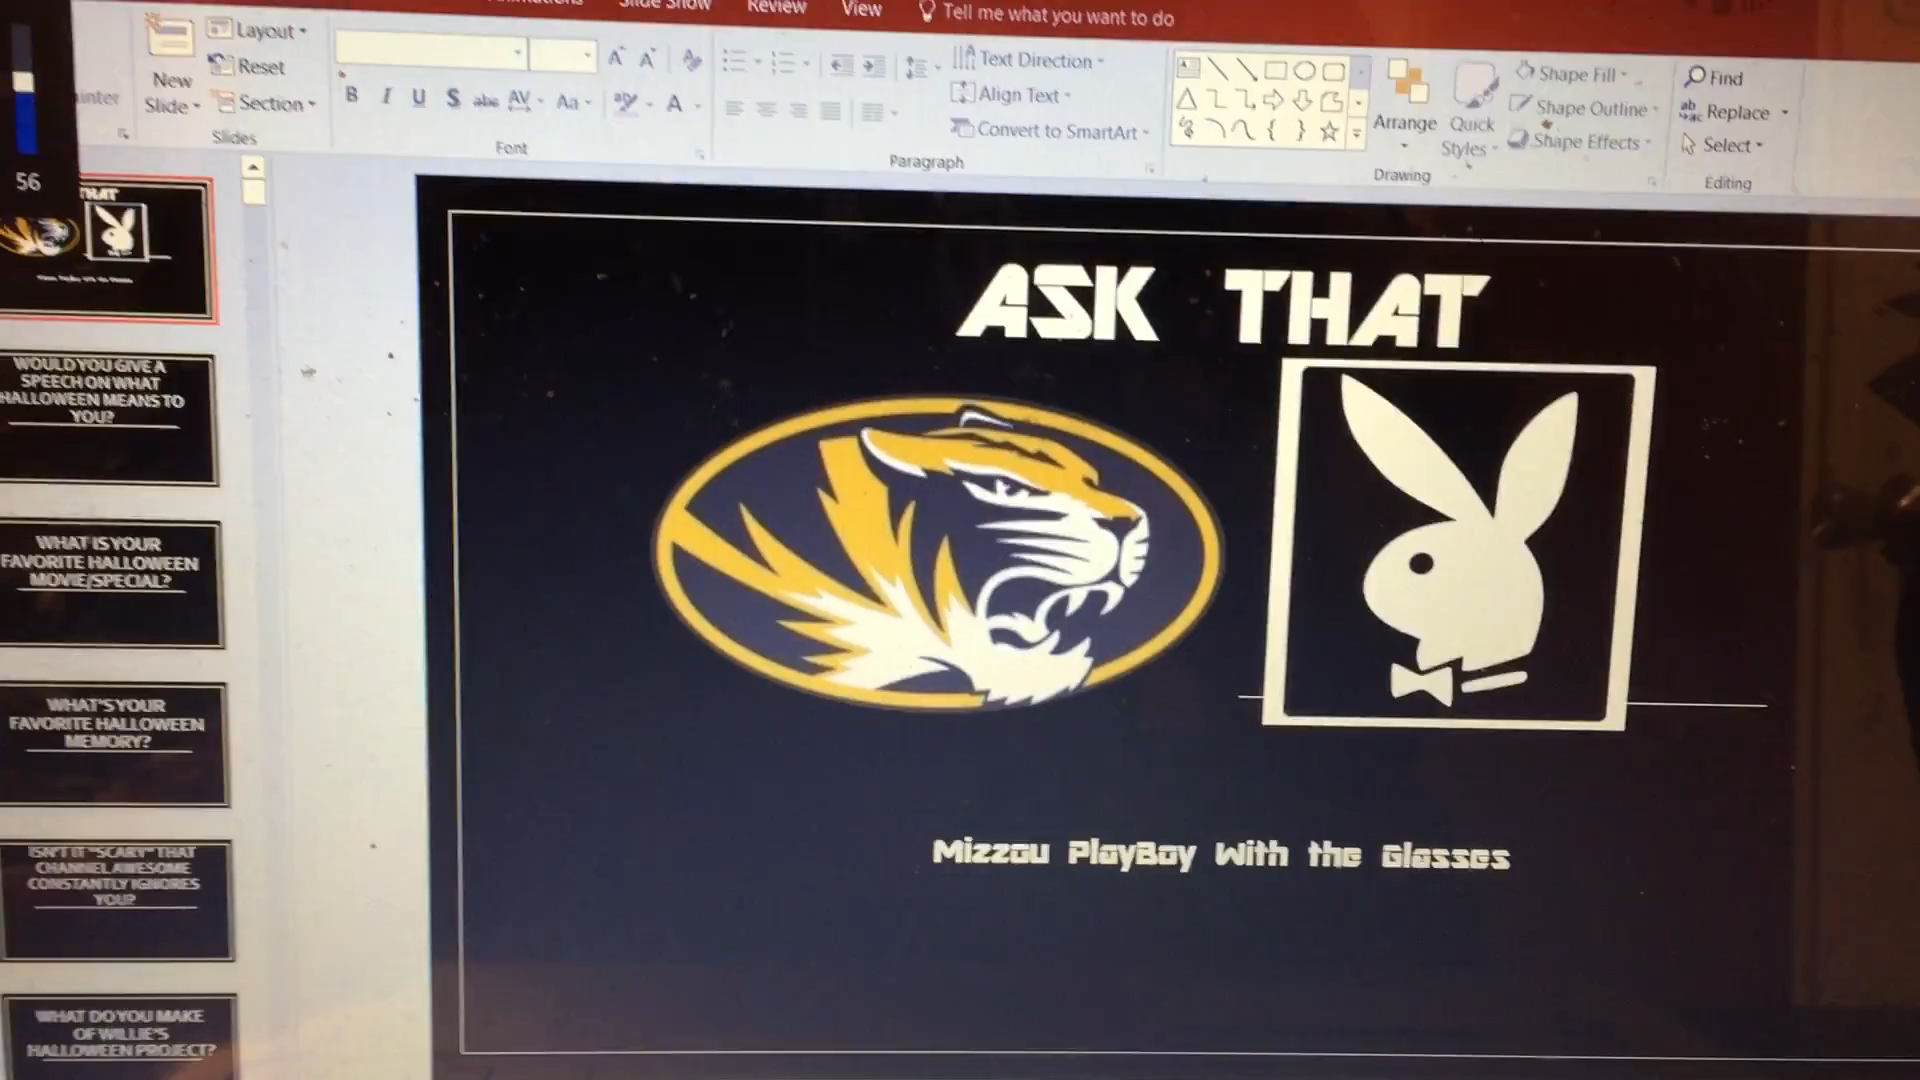 Slide Show
Review
View
Tell me what you want to do
New
Slide
Layout
Reset
Section
Slides
B I U S abc AV Aa A
Font
Text Direction
Align Text
Convert to SmartArt
Paragraph
Arrange
Quick
Styles
Shape Fill
Shape Outline
Shape Effects
Drawing
Find
Replace
Select
Editing
56
THAT
WOULD YOU GIVE A
SPEECH ON WHAT
HALLOWEEN MEANS TO
YOU?
WHAT IS YOUR
FAVORITE HALLOWEEN
MOVIE/SPECIAL?
WHAT'S YOUR
FAVORITE HALLOWEEN
MEMORY?
ISN'T IT "SCARY" THAT
CHANNEL AWESOME
CONSTANTLY IGNORES
YOU?
WHAT DO YOU MAKE
OF WILLIE'S
HALLOWEEN PROJECT?
ASK THAT
Mizzou PlayBoy With the Glasses